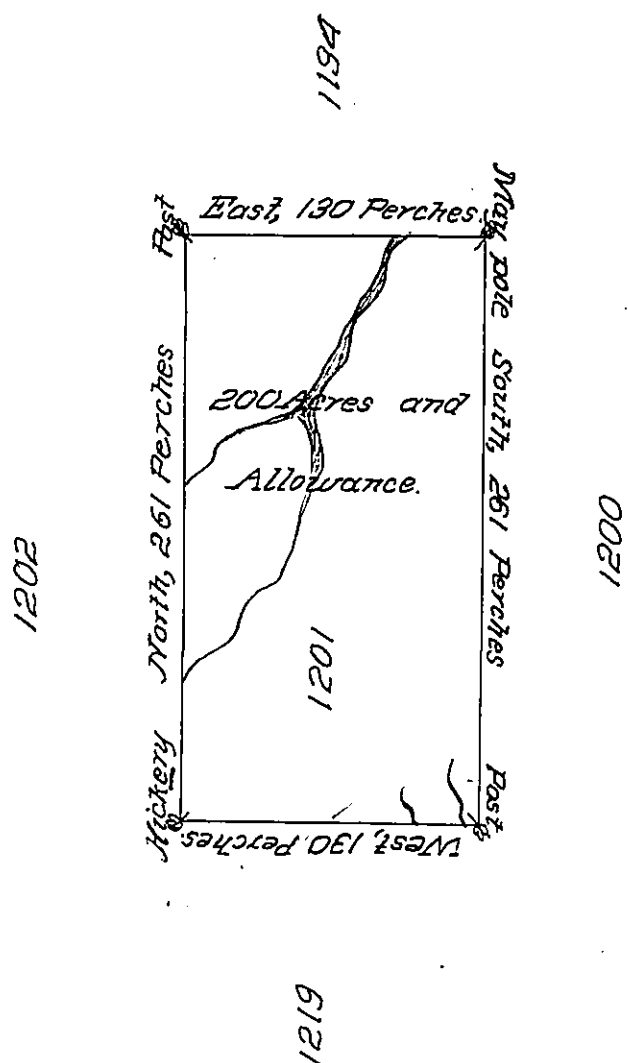 1194
East, 130 Perches.
Post
May pole South, 261 Perches
Post
West, 130 Perches.
Hickery North, 261 Perches
200 Acres and
Allowance.
1201
1202
1200
1219